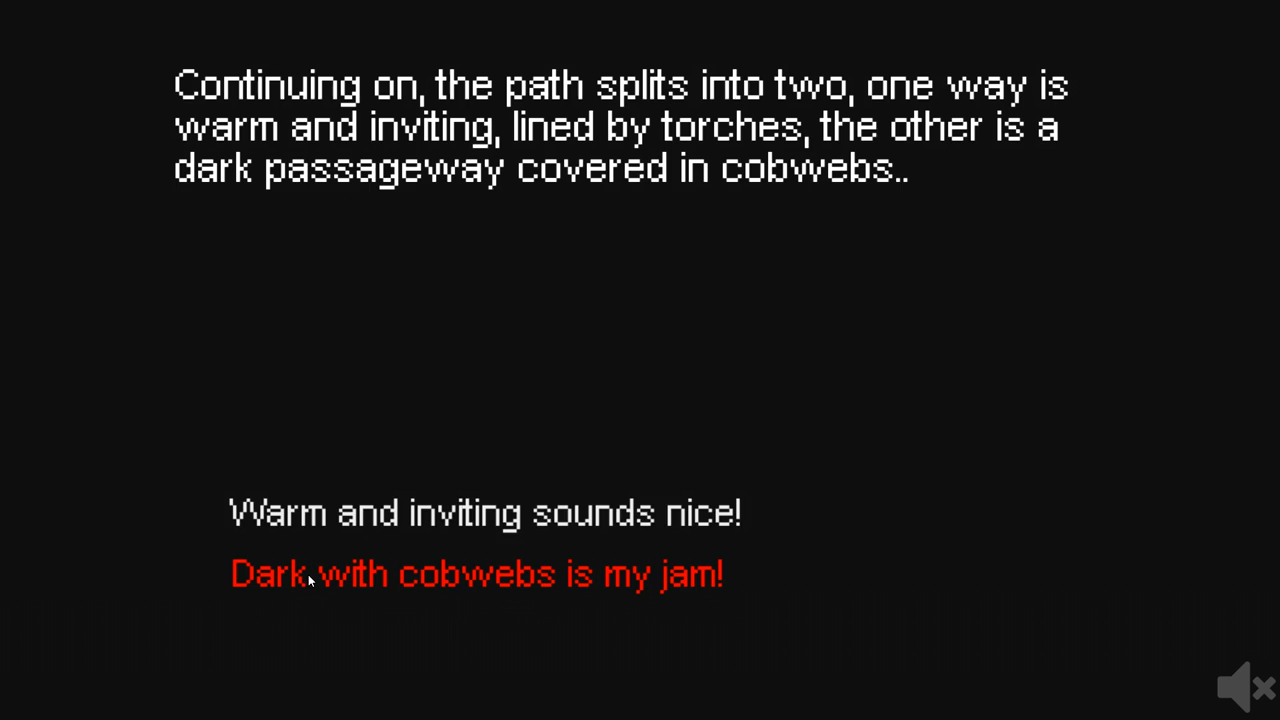 Continuing on, the path splits into two, one way is
warm and inviting, lined by torches, the other is a
dark passageway covered in cobwebs..
Warm and inviting sounds nice!
Dark with cobwebs is my jam!